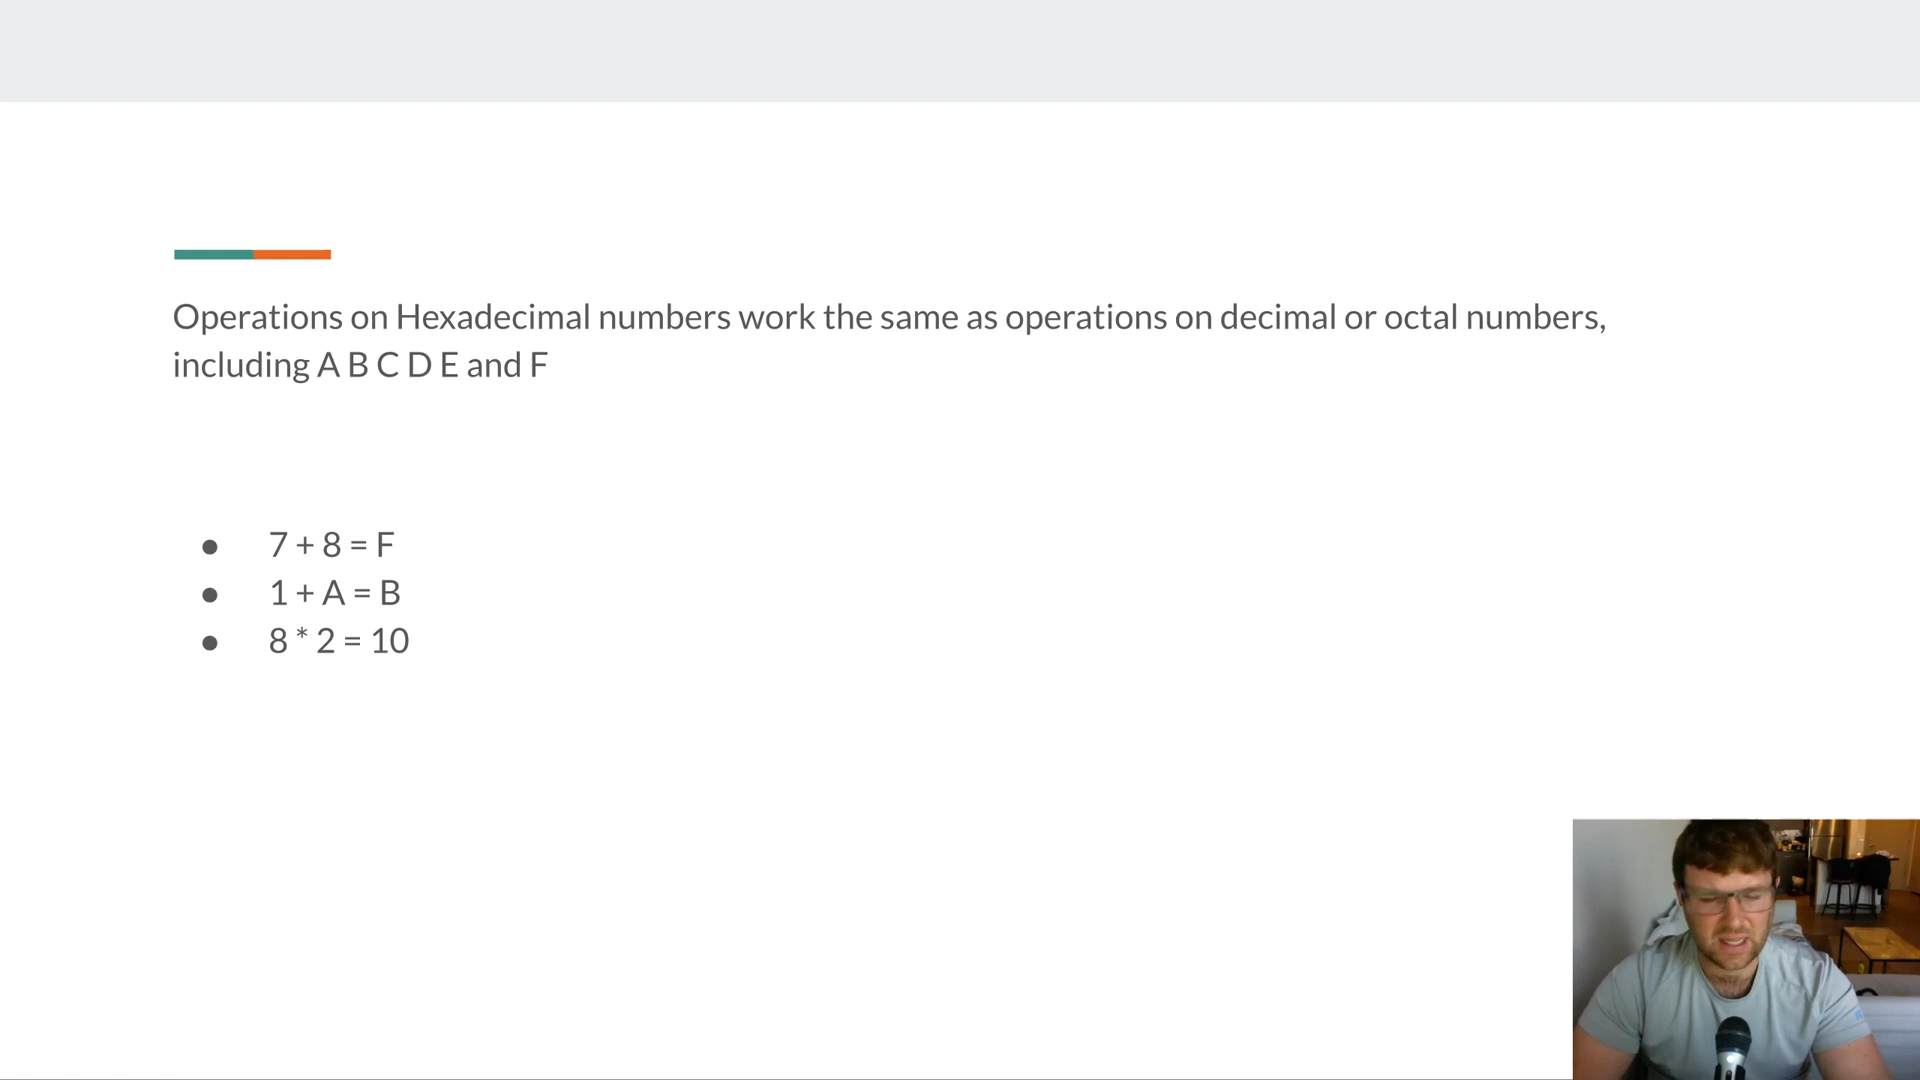 Operations on Hexadecimal numbers work the same as operations on decimal or octal numbers,
including A B C D E and F
● 7 + 8 = F
● 1 + A = B
● 8 * 2 = 10